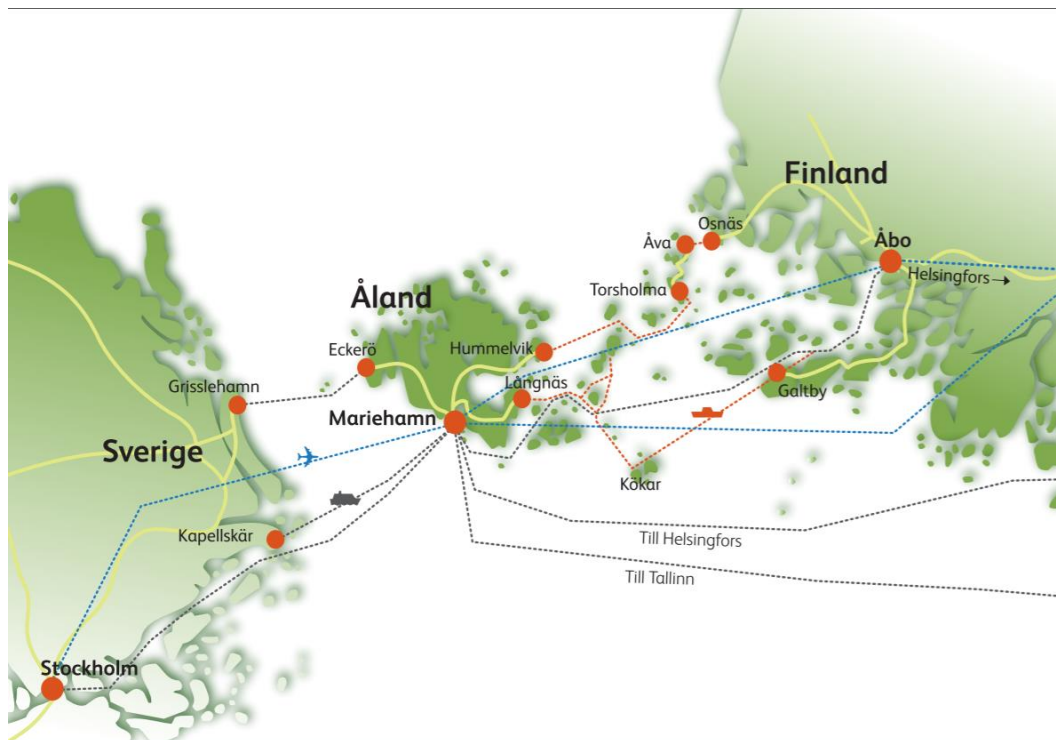 Finland
Osnäs
Åva
Åbo
Helsingfors→
Torsholma
Åland
Eckerö
Hummelvik
Långnäs
Galtby
Grisslehamn
Mariehamn
Sverige
Kökar
Kapellskär
Till Helsingfors
Till Tallinn
Stockholm